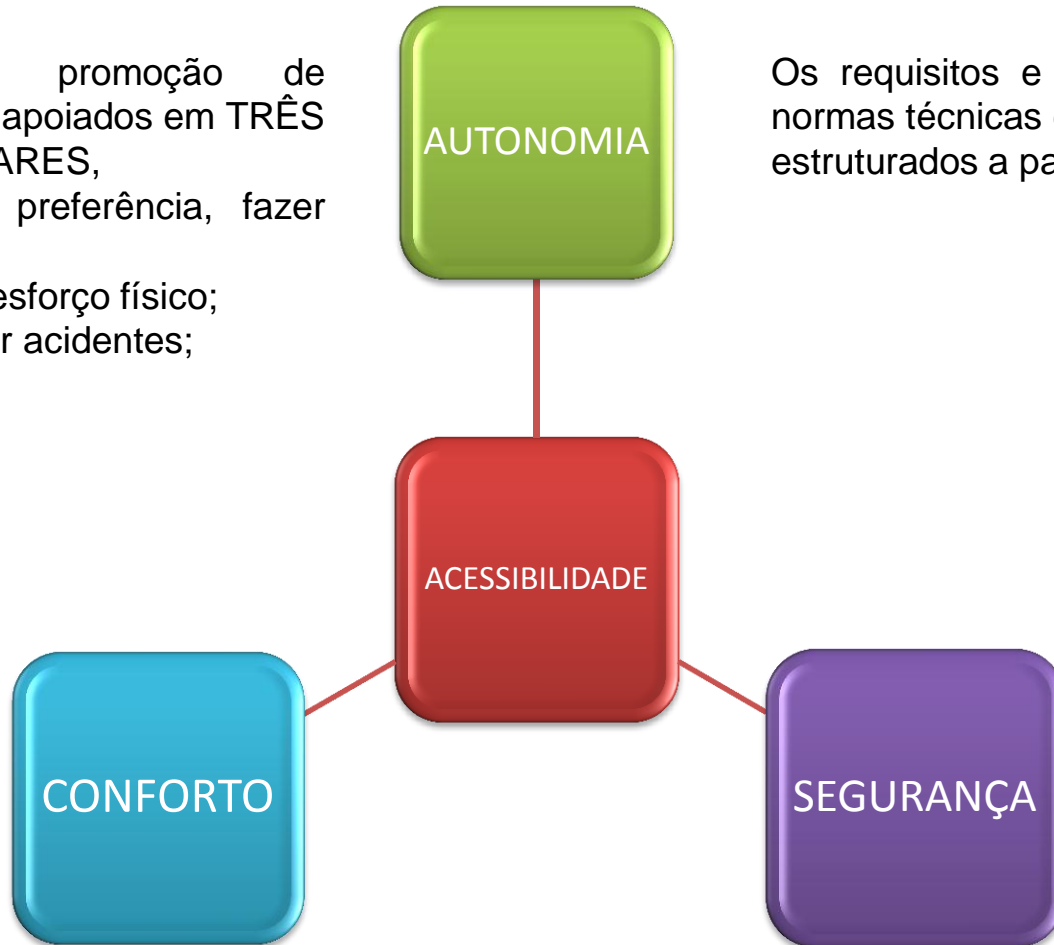 promoção de
apoiados em TRÊS
ARES,
preferência, fazer
esforço físico;
r acidentes;
Os requisitos e
normas técnicas
estruturados a pa
AUTONOMIA
ACESSIBILIDADE
CONFORTO
SEGURANÇA